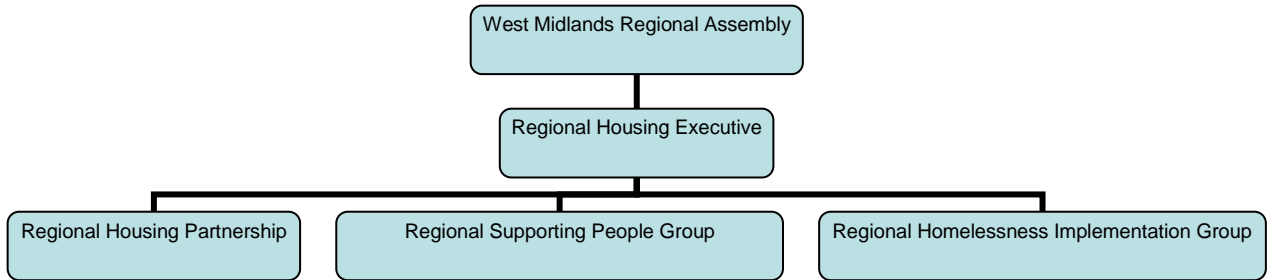 West Midlands Regional Assembly
Regional Housing Executive
Regional Housing Partnership
Regional Supporting People Group
Regional Homelessness Implementation Group